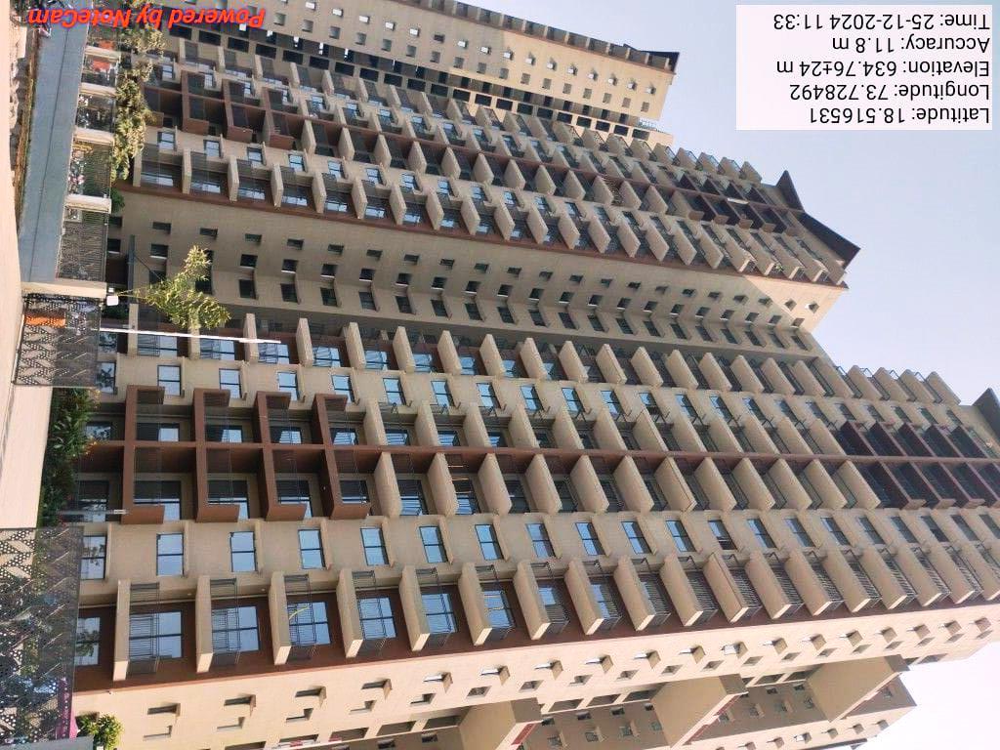 Latitude: 18.516531
Longitude: 73.728492
Elevation: 634.76±24 m
Accuracy: 11.8 m
Time: 25-12-2024 11:33
Powered by NoteCam